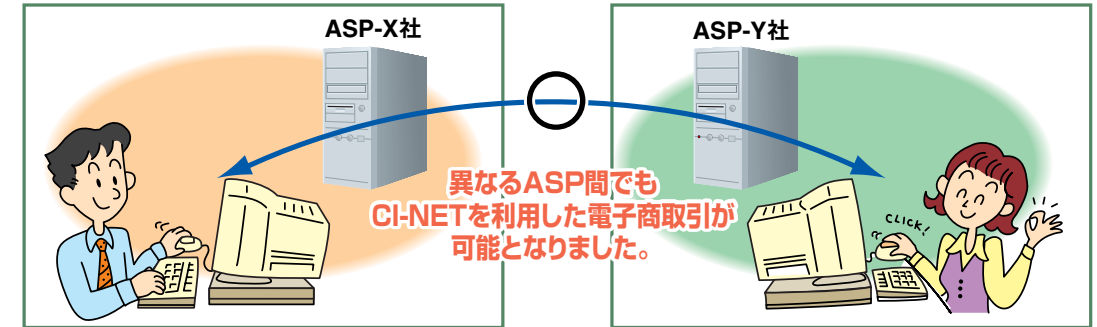 ASP-X社
ASP-Y社
異なるASP間でも
CI-NETを利用した電子商取引が
可能となりました。
CLICK!